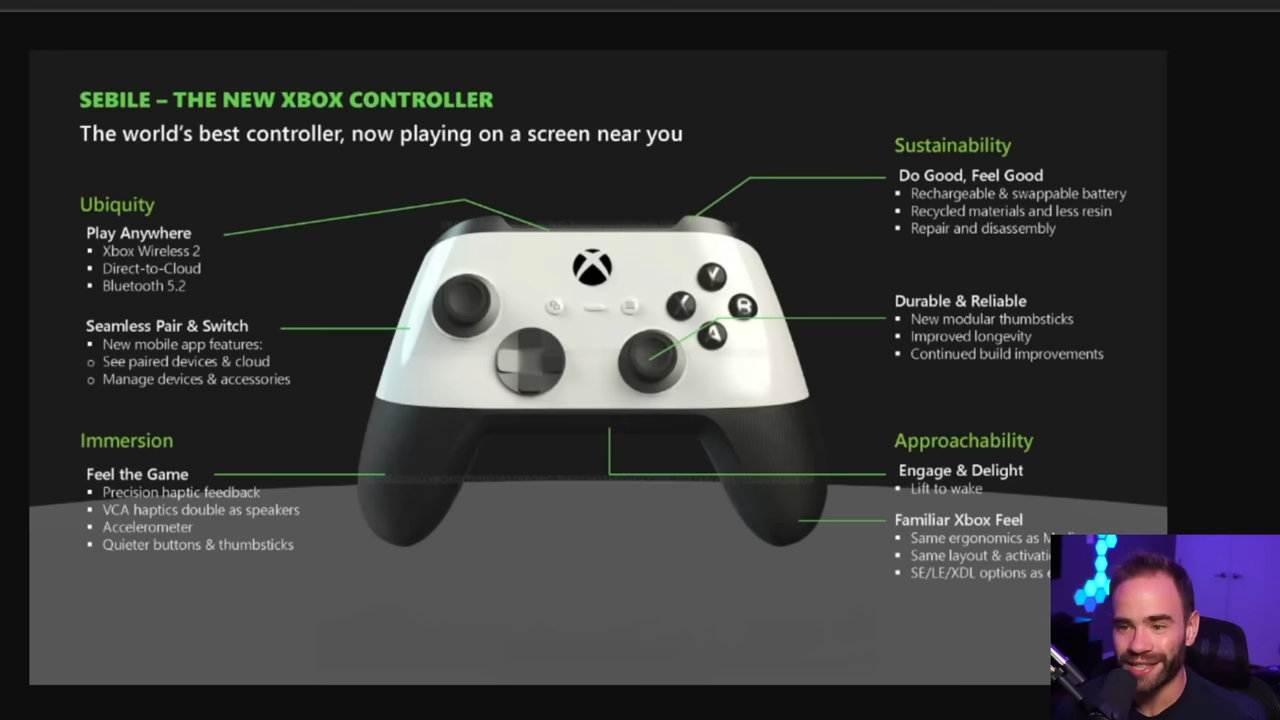 SEBILE – THE NEW XBOX CONTROLLER
The world's best controller, now playing on a screen near you
Ubiquity
Play Anywhere
▪ Xbox Wireless 2
▪ Direct-to-Cloud
▪ Bluetooth 5.2
Seamless Pair & Switch
▪ New mobile app features:
o See paired devices & cloud
o Manage devices & accessories
Immersion
Feel the Game
▪ Precision haptic feedback
▪ VCA haptics double as speakers
▪ Accelerometer
▪ Quieter buttons & thumbsticks
Y
X
B
A
Sustainability
Do Good, Feel Good
▪ Rechargeable & swappable battery
▪ Recycled materials and less resin
▪ Repair and disassembly
Durable & Reliable
▪ New modular thumbsticks
▪ Improved longevity
▪ Continued build improvements
Approachability
Engage & Delight
▪ Lift to wake
Familiar Xbox Feel
▪ Same ergonomics as
▪ Same layout &
▪ SE/LE/XDL options as